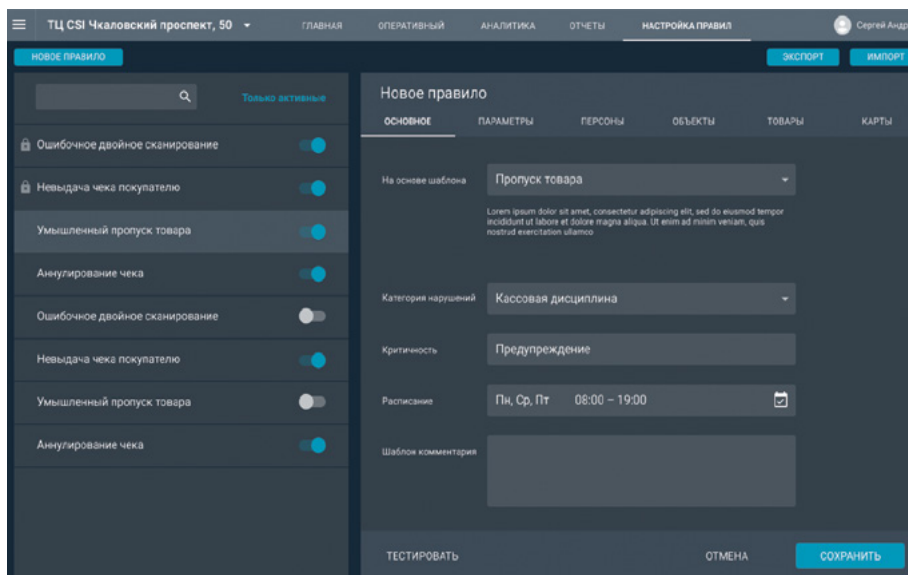 ТЦ CSI Чкаловский проспект, 50
ГЛАВНАЯ
ОПЕРАТИВНЫЙ
АНАЛИТИКА
ОТЧЕТЫ
НАСТРОЙКА ПРАВИЛ
Сергей Андр
НОВОЕ ПРАВИЛО
ЭКСПОРТ
ИМПОРТ
Только активные
Ошибочное двойное сканирование
Невыдача чека покупателю
Умышленный пропуск товара
Аннулирование чека
Ошибочное двойное сканирование
Невыдача чека покупателю
Умышленный пропуск товара
Аннулирование чека
Новое правило
ОСНОВНОЕ
ПАРАМЕТРЫ
ПЕРСОНЫ
ОБЪЕКТЫ
ТОВАРЫ
КАРТЫ
На основе шаблона
Пропуск товара
Lorem ipsum dolor sit amet, consectetur adipiscing elit, sed do eiusmod tempor
incididunt ut labore et dolore magna aliqua. Ut enim ad minim veniam, quis
nostrud exercitation ullamco
Категория нарушений
Кассовая дисциплина
Критичность
Предупреждение
Расписание
Пн, Ср, Пт 08:00 – 19:00
Шаблон комментария
ТЕСТИРОВАТЬ
ОТМЕНА
СОХРАНИТЬ